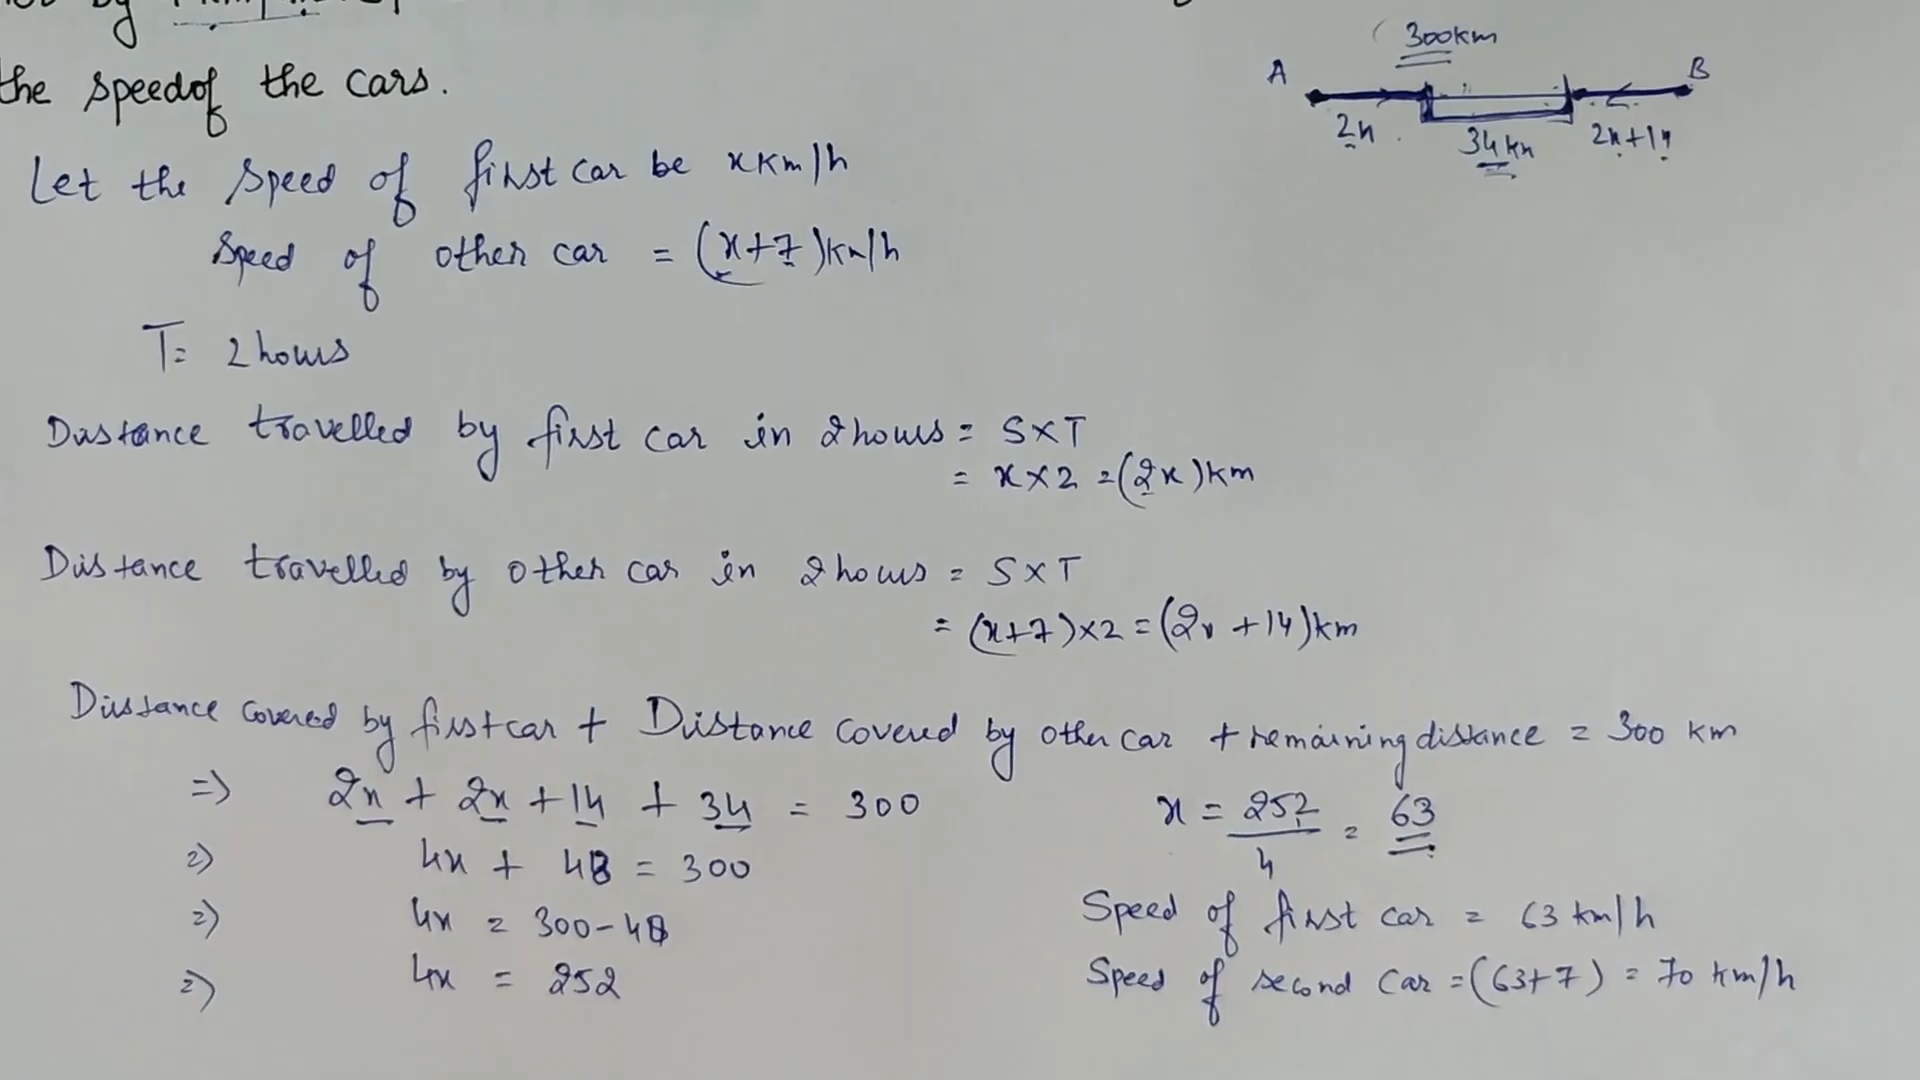 by
the speed of the cars.
300km
A B
2x 34 km 2x+14
Let the speed of first car be x km/h
Speed of other car = (x+7)km/h
T= 2 hours
Distance travelled by first car in 2 hours = S×T
= x×2 =(2x)km
Distance travelled by other car in 2 hours = S×T
= (x+7)×2=(2x+14)km
Distance covered by first car + Distance covered by other car + remaining distance = 300 km
=> 2x + 2x +14 + 34 = 300
=> 4x + 48 = 300
=> 4x = 300-48
=> 4x = 252
x = 252/4 = 63
Speed of first car = 63 km/h
Speed of second car =(63+7) = 70 km/h